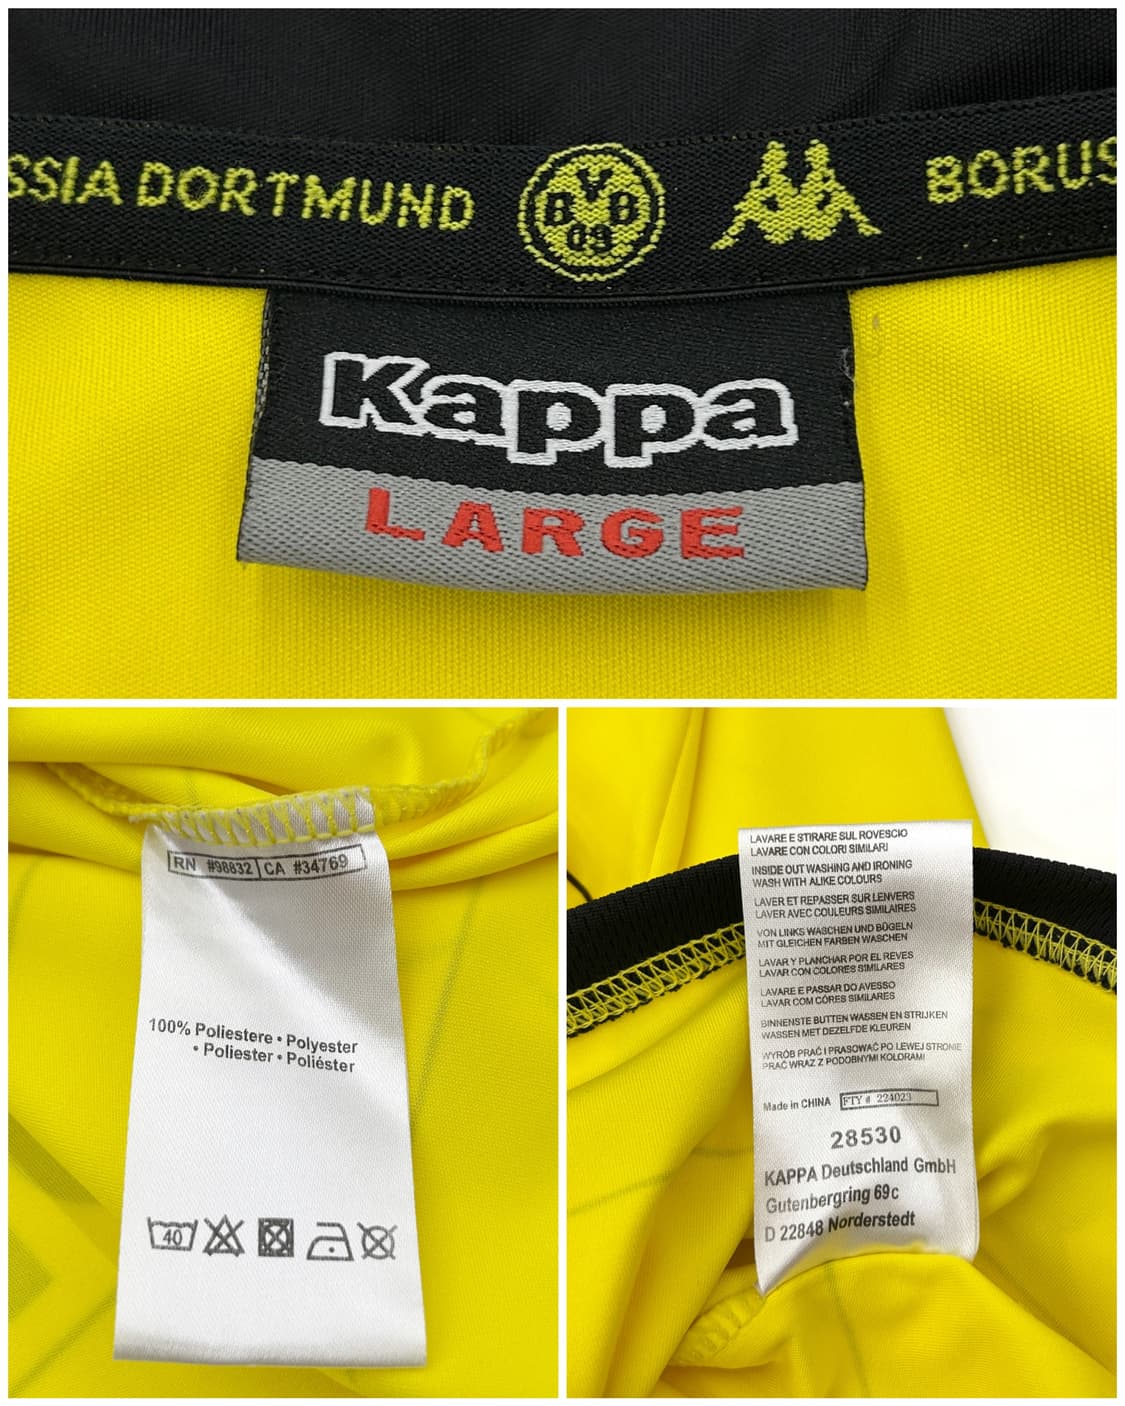 SSIA DORTMUND BVB 09 BORUS
Kappa
LARGE
RN #98832 CA #34769
100% Poliestere • Polyester
• Poliester • Poliéster
40
LAVARE E STIRARE SUL ROVESCIO
LAVARE CON COLORI SIMILARI
INSIDE OUT WASHING AND IRONING
WASH WITH ALIKE COLOURS
LAVER ET REPASSER SUR L'ENVERS
LAVER AVEC COULEURS SIMILAIRES
VON LINKS WASCHEN UND BÜGELN
MIT GLEICHEN FARBEN WASCHEN
LAVAR Y PLANCHAR POR EL REVES
LAVAR CON COLORES SIMILARES
LAVARE E PASSAR DO AVESSO
LAVAR COM CÔRES SIMILARES
BINNENSTE BUTTEN WASSEN EN STRIJKEN
WASSEN MET DEZELFDE KLEUREN
WYRÓB PRAĆ I PRASOWAĆ PO LEWEJ STRONIE
PRAĆ WRAZ Z PODOBNYMI KOLORAMI
Made in CHINA FTY # 224023
28530
KAPPA Deutschland GmbH
Gutenbergring 69c
D 22848 Norderstedt